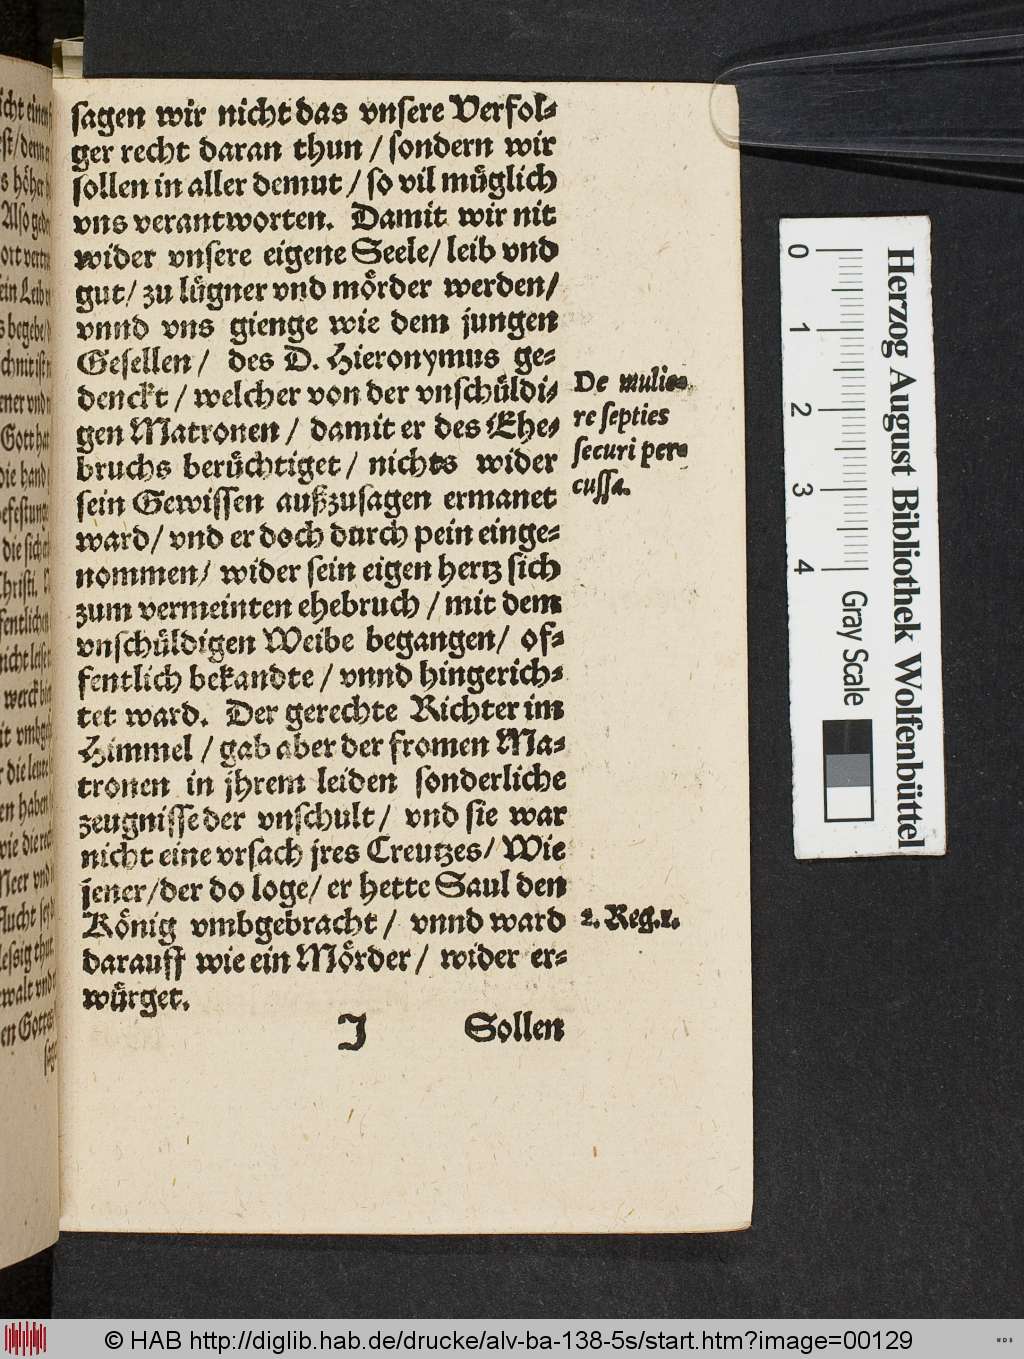 sagen wir nicht das vnsere Verfol⸗
ger recht daran thun / sondern wir
sollen in aller demut / so vil müglich
vns verantworten. Damit wir nit
wider vnsere eigene Seele / leib vnd
gut / zu lügner vnd mörder werden /
vnnd vns gienge wie dem jungen
Gesellen / des D. Hieronymus ge⸗
denckt / welcher von der vnschüldi⸗
gen Matronen / damit er des Ehe⸗
bruchs berüchtiget / nichts wider
sein Gewissen außzusagen ermanet
ward / vnd er doch durch pein einge⸗
nommen / wider sein eigen hertz sich
zum vermeinten ehebruch / mit dem
vnschüldigen Weibe begangen / of⸗
fentlich bekandte / vnnd hingerich⸗
tet ward. Der gerechte Richter im
Himmel / gab aber der fromen Ma⸗
tronen in jhrem leiden sonderliche
zeugnisse der vnschult / vnd sie war
nicht eine vrsach jres Creutzes / Wie
jener / der do loge / er hette Saul den
König vmbgebracht / vnnd ward
darauff wie ein Mörder / wider er⸗
würget.
J Sollen
De mulie⸗
re septies
securi per⸗
cussa.
2. Reg. 1.
0 1 2 3 4
Gray Scale
Herzog August Bibliothek Wolfenbüttel
© HAB http://diglib.hab.de/drucke/alv-ba-138-5s/start.htm?image=00129